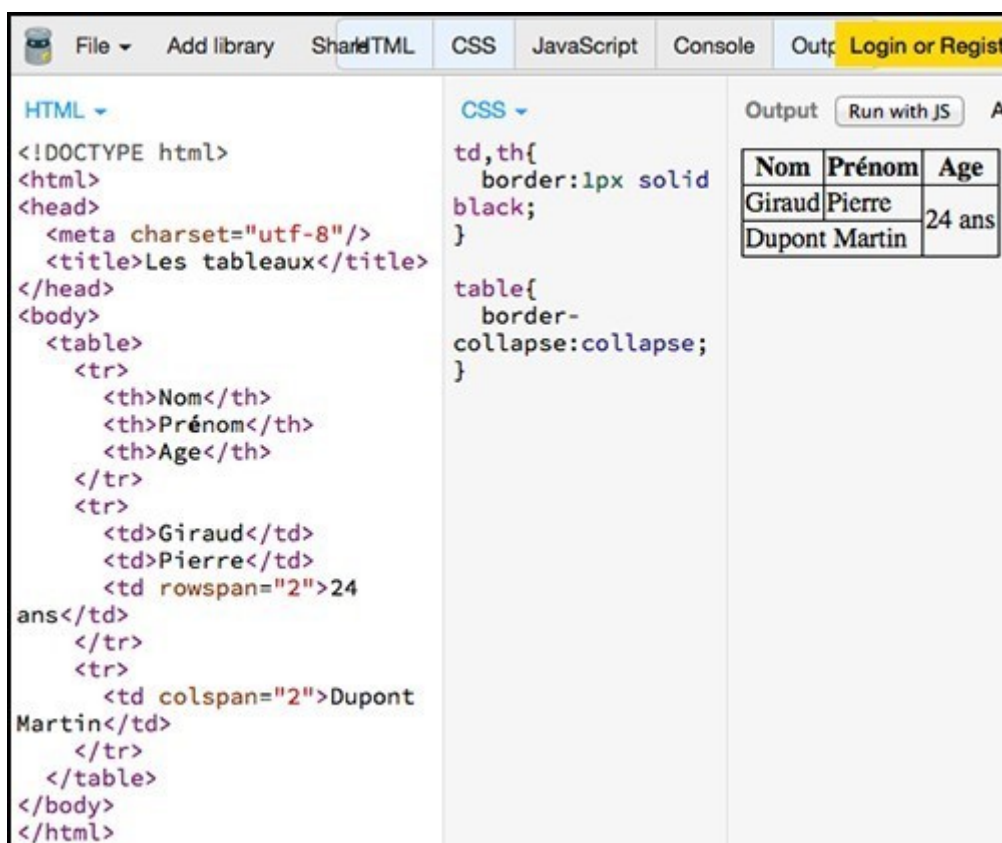 File Add library Share HTML CSS JavaScript Console Login or
HTML
<!DOCTYPE html>
<html>
<head>
<meta charset="utf-8"/>
<title>Les tableaux</title>
</head>
<body>
<table>
<tr>
<th>Nom</th>
<th>Prénom</th>
<th>Age</th>
</tr>
<tr>
<td>Giraud</td>
<td>Pierre</td>
<td rowspan="2">24
ans</td>
</tr>
<tr>
<td colspan="2">Dupont
Martin</td>
</tr>
</table>
</body>
</html>
CSS
td,th{
border:1px solid
black;
}
table{
border-
collapse:collapse;
}
Output Run with JS
Nom Prénom Age
Giraud Pierre 24 ans
Dupont Martin